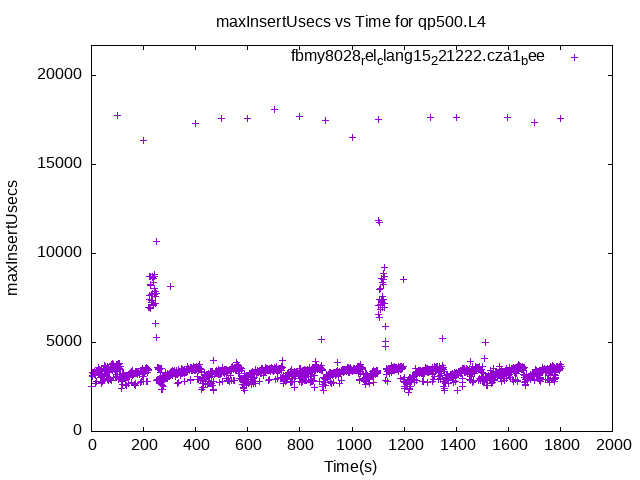 maxInsertUsecs vs Time for qp500.L4
fbmy8028relclang15221222.cza1bee
20000
15000
10000
5000
0
maxInsertUsecs
0 200 400 600 800 1000 1200 1400 1600 1800 2000
Time(s)